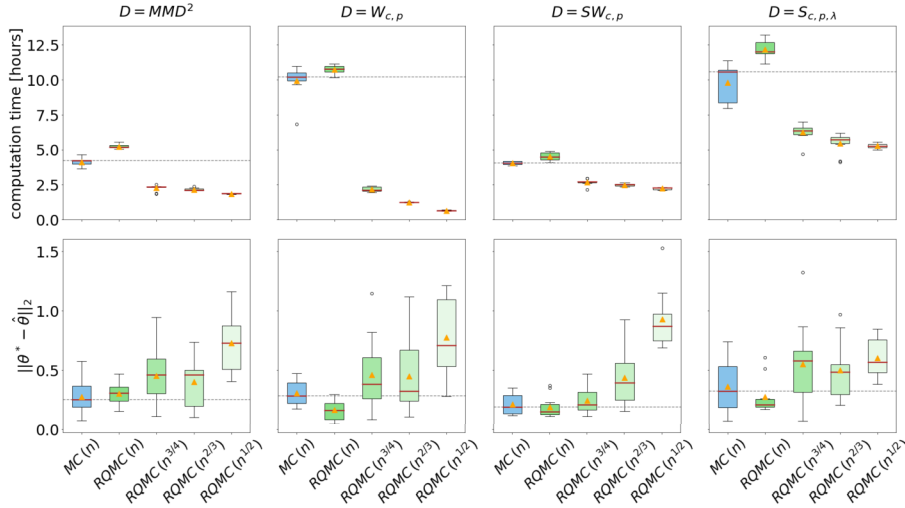 D = MMD²
D = W_{c, p}
D = SW_{c, p}
D = S_{c, p, λ}
computation time [hours]
12.5
10.0
7.5
5.0
2.5
0.0
||θ* − θ̂||₂
1.5
1.0
0.5
0.0
MC (n)
RQMC (n)
RQMC (n^{3/4})
RQMC (n^{2/3})
RQMC (n^{1/2})
MC (n)
RQMC (n)
RQMC (n^{3/4})
RQMC (n^{2/3})
RQMC (n^{1/2})
MC (n)
RQMC (n)
RQMC (n^{3/4})
RQMC (n^{2/3})
RQMC (n^{1/2})
MC (n)
RQMC (n)
RQMC (n^{3/4})
RQMC (n^{2/3})
RQMC (n^{1/2})